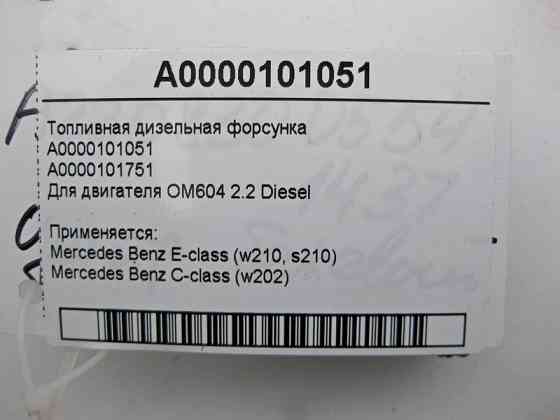 A0000101051
Топливная дизельная форсунка
A0000101051
A0000101751
Для двигателя OM604 2.2 Diesel
Применяется:
Mercedes Benz E-class (w210, s210)
Mercedes Benz C-class (w202)
1437